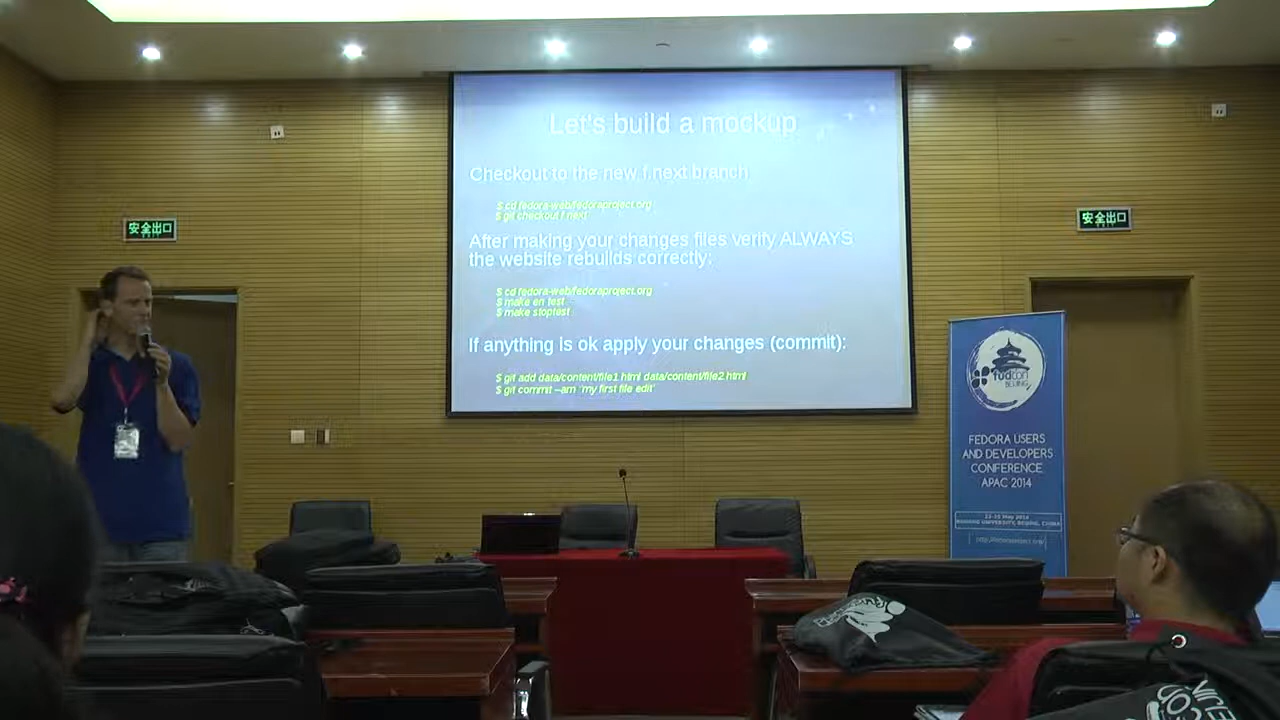 Let's build a mockup
Checkout to the new f.next branch
$ cd fedora-web/fedoraproject.org
$ git checkout f.next
After making your changes files verify ALWAYS
the website rebuilds correctly:
$ cd fedora-web/fedoraproject.org
$ make en test
$ make stoptest
If anything is ok apply your changes (commit):
$ git add data/content/file1.html data/content/file2.html
$ git commit –am 'my first file edit'
安全出口
安全出口
fudcon
BEIJING
FEDORA USERS
AND DEVELOPERS
CONFERENCE
APAC 2014